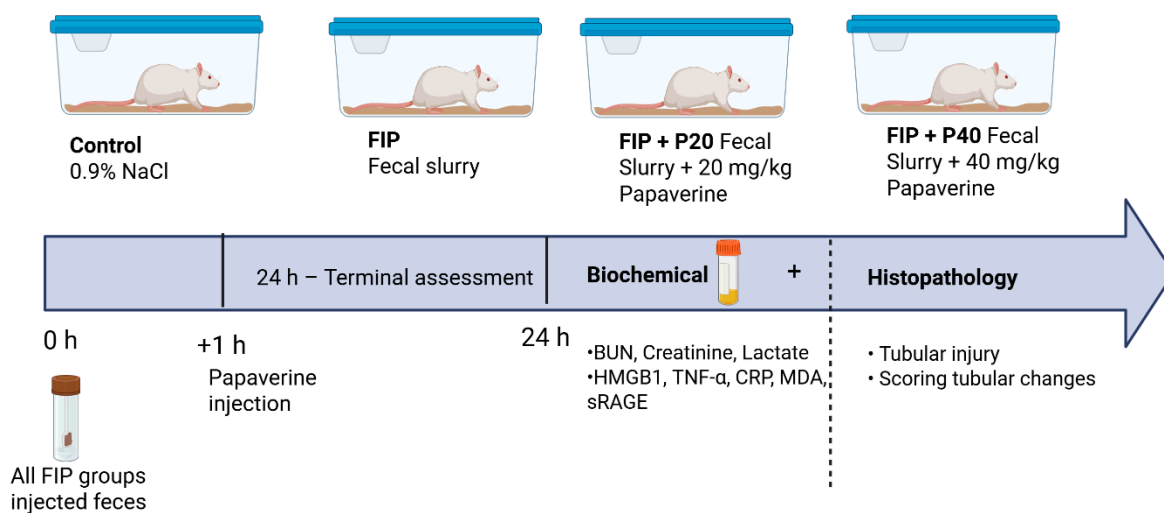 Control
0.9% NaCl
FIP
Fecal slurry
FIP + P20 Fecal
Slurry + 20 mg/kg
Papaverine
FIP + P40 Fecal
Slurry + 40 mg/kg
Papaverine
24 h – Terminal assessment
Biochemical
+
Histopathology
0 h
+1 h
Papaverine
injection
24 h
•BUN, Creatinine, Lactate
•HMGB1, TNF-α, CRP, MDA,
sRAGE
• Tubular injury
• Scoring tubular changes
All FIP groups
injected feces